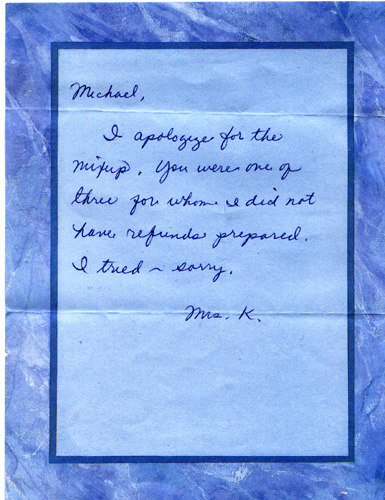 Michael,
I apologize for the
mixup. You were one of
three for whom I did not
have refunds prepared.
I tried ~ sorry.
Mrs. K.